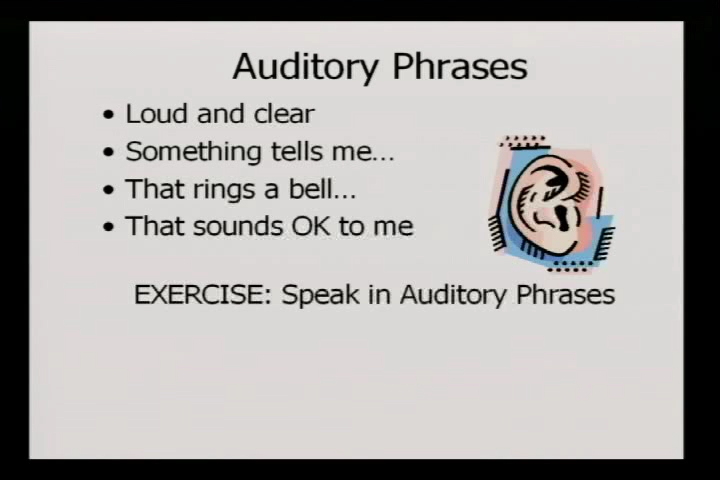 Auditory Phrases
• Loud and clear
• Something tells me...
• That rings a bell...
• That sounds OK to me
EXERCISE: Speak in Auditory Phrases